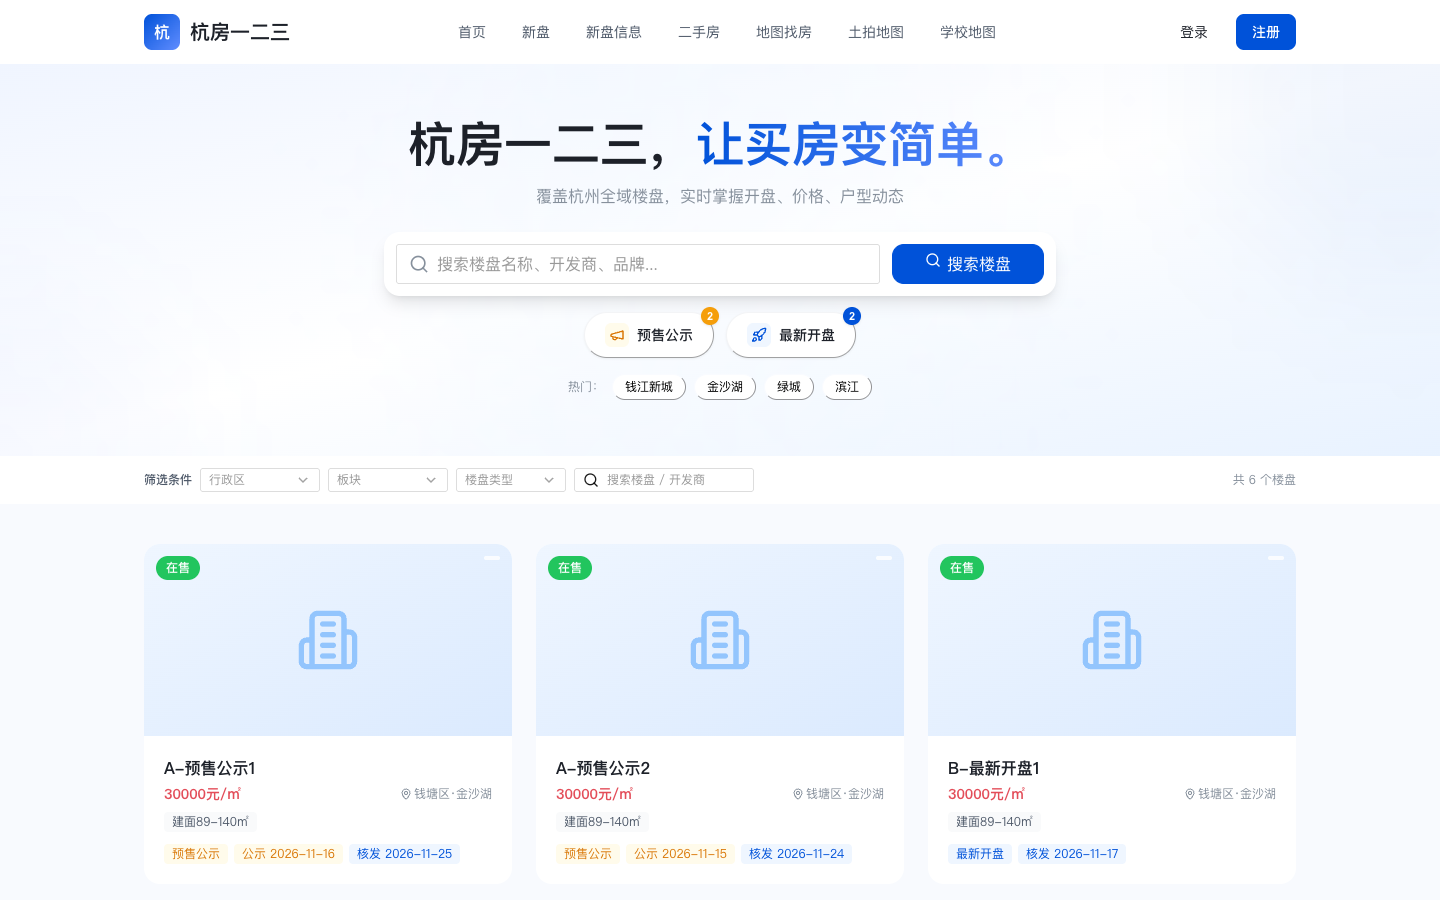 杭 杭房一二三 首页 新盘 新盘信息 二手房 地图找房 土拍地图 学校地图 登录 注册
杭房一二三，让买房变简单。
覆盖杭州全域楼盘，实时掌握开盘、价格、户型动态
搜索楼盘名称、开发商、品牌... 搜索楼盘
预售公示 2 最新开盘 2
热门： 钱江新城 金沙湖 绿城 滨江
筛选条件 行政区 板块 楼盘类型 搜索楼盘 / 开发商 共 6 个楼盘
在售 在售 在售
A-预售公示1 A-预售公示2 B-最新开盘1
30000元/㎡ 钱塘区·金沙湖 30000元/㎡ 钱塘区·金沙湖 30000元/㎡ 钱塘区·金沙湖
建面89-140㎡ 建面89-140㎡ 建面89-140㎡
预售公示 公示 2026-11-16 核发 2026-11-25 预售公示 公示 2026-11-15 核发 2026-11-24 最新开盘 核发 2026-11-17